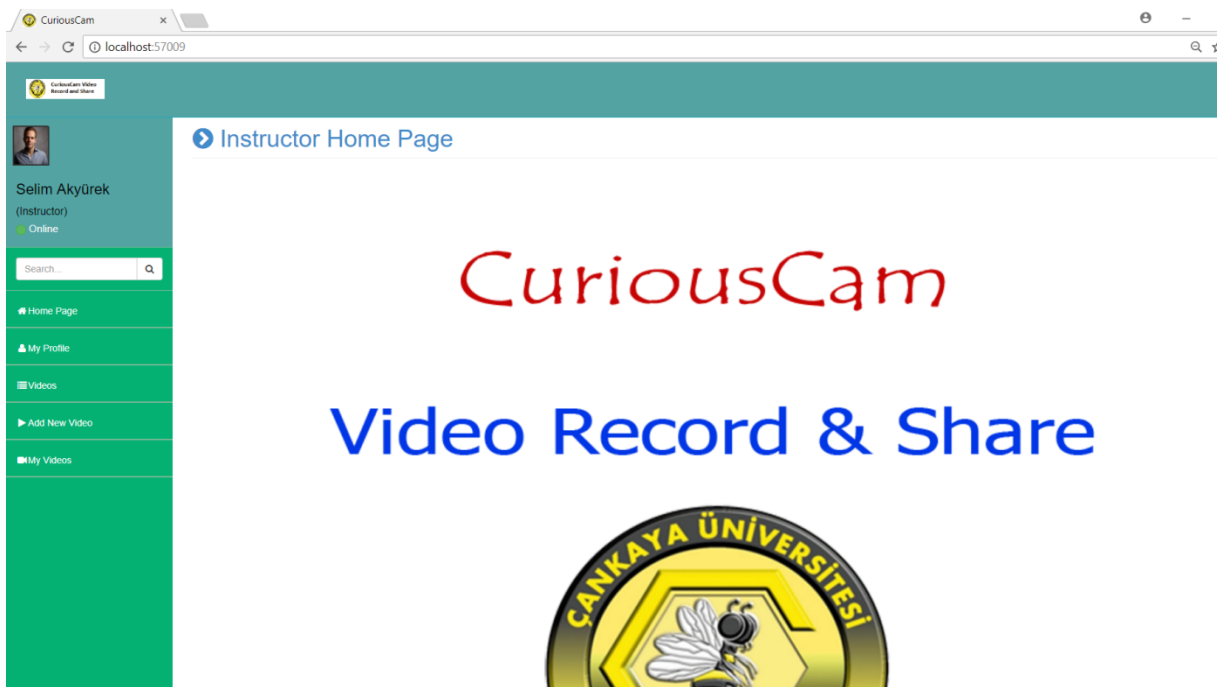 CuriousCam
localhost:57009
CuriousCam Video
Record and Share
Instructor Home Page
Selim Akyürek
(Instructor)
Online
Search...
Home Page
My Profile
Videos
Add New Video
My Videos
CuriousCam
Video Record & Share
ÇANKAYA ÜNİVERSİTESİ